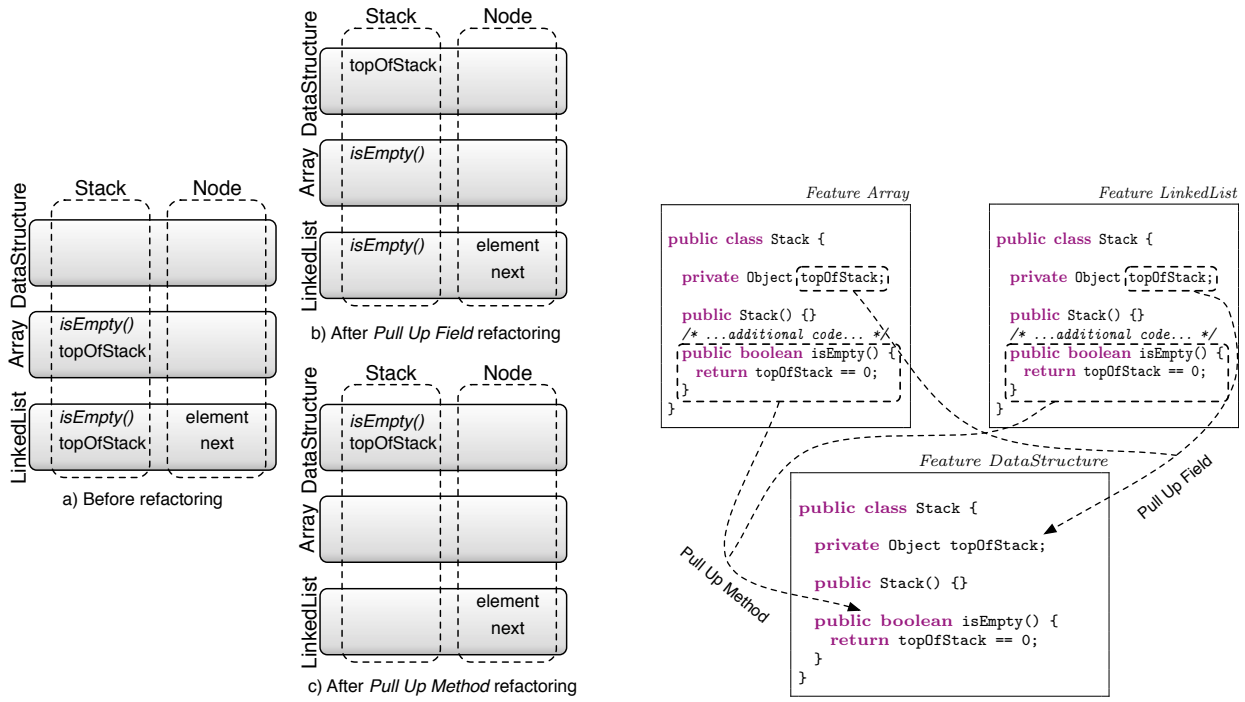 Stack Node
DataStructure
Array
LinkedList
isEmpty()
topOfStack
isEmpty()
topOfStack
element
next
a) Before refactoring
Stack Node
DataStructure
topOfStack
Array
isEmpty()
LinkedList
isEmpty()
element
next
b) After Pull Up Field refactoring
Stack Node
DataStructure
isEmpty()
topOfStack
Array
LinkedList
element
next
c) After Pull Up Method refactoring
Feature Array
public class Stack {
private Object topOfStack;
public Stack() {}
/* ...additional code... */
public boolean isEmpty() {
return topOfStack == 0;
}
}
Feature LinkedList
public class Stack {
private Object topOfStack;
public Stack() {}
/* ...additional code... */
public boolean isEmpty() {
return topOfStack == 0;
}
}
Pull Up Method
Pull Up Field
Feature DataStructure
public class Stack {
private Object topOfStack;
public Stack() {}
public boolean isEmpty() {
return topOfStack == 0;
}
}